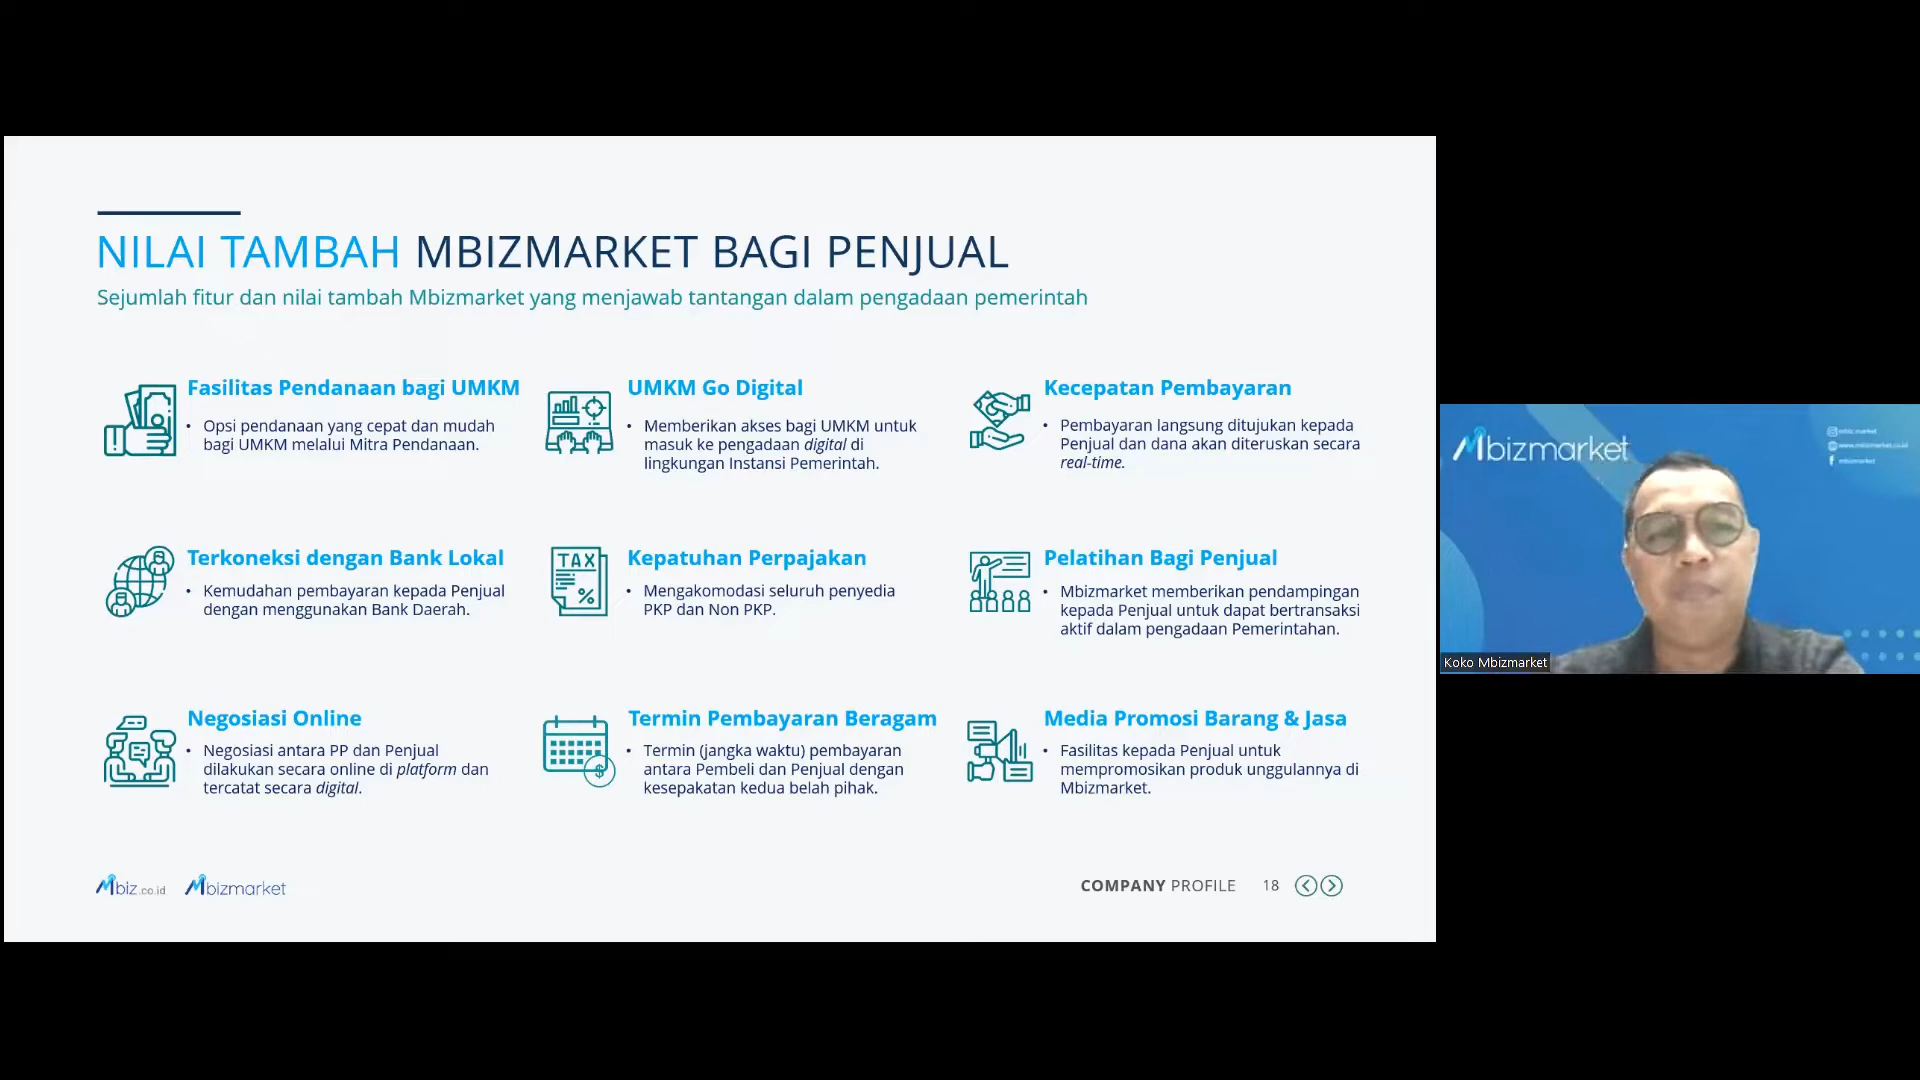 NILAI TAMBAH MBIZMARKET BAGI PENJUAL
Sejumlah fitur dan nilai tambah Mbizmarket yang menjawab tantangan dalam pengadaan pemerintah
Fasilitas Pendanaan bagi UMKM
• Opsi pendanaan yang cepat dan mudah
bagi UMKM melalui Mitra Pendanaan.
UMKM Go Digital
• Memberikan akses bagi UMKM untuk
masuk ke pengadaan digital di
lingkungan Instansi Pemerintah.
Kecepatan Pembayaran
• Pembayaran langsung ditujukan kepada
Penjual dan dana akan diteruskan secara
real-time.
Terkoneksi dengan Bank Lokal
• Kemudahan pembayaran kepada Penjual
dengan menggunakan Bank Daerah.
TAX
%
Kepatuhan Perpajakan
• Mengakomodasi seluruh penyedia
PKP dan Non PKP.
Pelatihan Bagi Penjual
• Mbizmarket memberikan pendampingan
kepada Penjual untuk dapat bertransaksi
aktif dalam pengadaan Pemerintahan.
Negosiasi Online
• Negosiasi antara PP dan Penjual
dilakukan secara online di platform dan
tercatat secara digital.
$
Termin Pembayaran Beragam
• Termin (jangka waktu) pembayaran
antara Pembeli dan Penjual dengan
kesepakatan kedua belah pihak.
Media Promosi Barang & Jasa
• Fasilitas kepada Penjual untuk
mempromosikan produk unggulannya di
Mbizmarket.
Mbiz.co.id Mbizmarket
COMPANY PROFILE 18
Mbizmarket
mbiz.market
www.mbizmarket.co.id
mbizmarket
Koko Mbizmarket